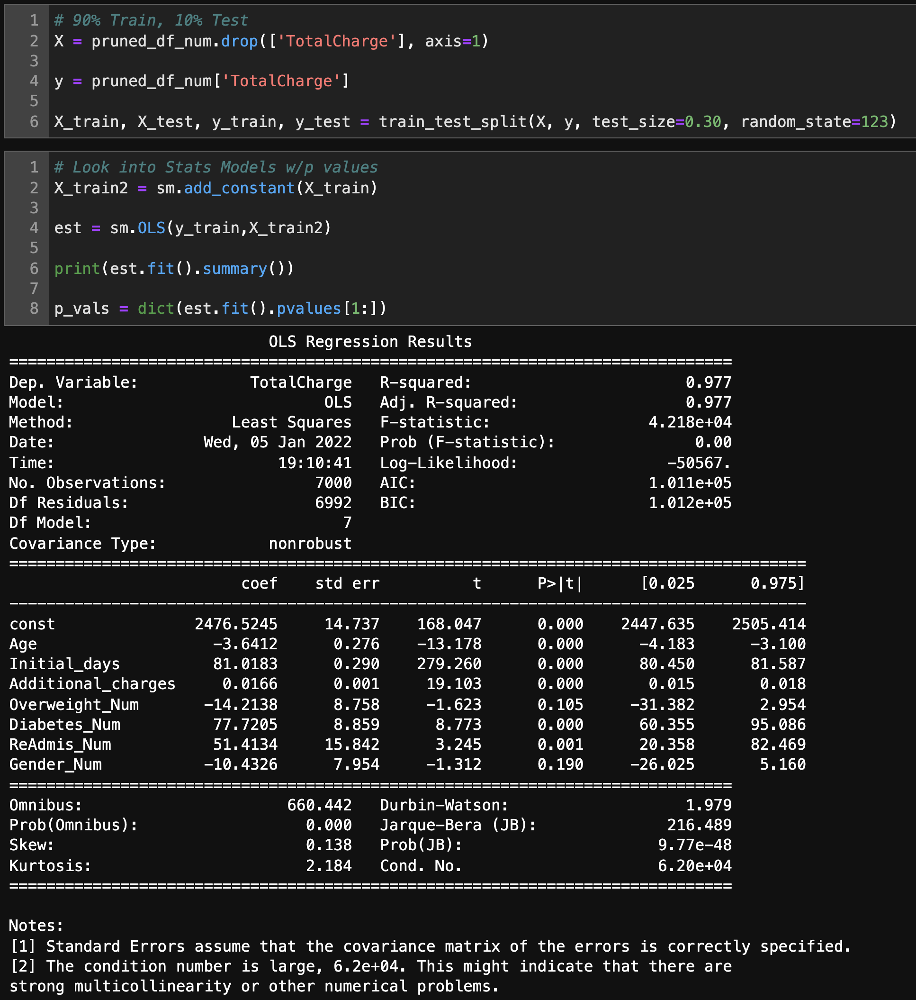 1 # 90% Train, 10% Test
2 X = pruned_df_num.drop(['TotalCharge'], axis=1)
3
4 y = pruned_df_num['TotalCharge']
5
6 X_train, X_test, y_train, y_test = train_test_split(X, y, test_size=0.30, random_state=123)
1 # Look into Stats Models w/p values
2 X_train2 = sm.add_constant(X_train)
3
4 est = sm.OLS(y_train,X_train2)
5
6 print(est.fit().summary())
7
8 p_vals = dict(est.fit().pvalues[1:])
                            OLS Regression Results
==============================================================================
Dep. Variable:            TotalCharge   R-squared:                       0.977
Model:                            OLS   Adj. R-squared:                  0.977
Method:                 Least Squares   F-statistic:                 4.218e+04
Date:                Wed, 05 Jan 2022   Prob (F-statistic):               0.00
Time:                        19:10:41   Log-Likelihood:                -50567.
No. Observations:                7000   AIC:                         1.011e+05
Df Residuals:                    6992   BIC:                         1.012e+05
Df Model:                           7
Covariance Type:            nonrobust
======================================================================================
                         coef    std err          t      P>|t|      [0.025      0.975]
--------------------------------------------------------------------------------------
const               2476.5245     14.737    168.047      0.000    2447.635    2505.414
Age                   -3.6412      0.276    -13.178      0.000      -4.183      -3.100
Initial_days          81.0183      0.290    279.260      0.000      80.450      81.587
Additional_charges     0.0166      0.001     19.103      0.000       0.015       0.018
Overweight_Num       -14.2138      8.758     -1.623      0.105     -31.382       2.954
Diabetes_Num          77.7205      8.859      8.773      0.000      60.355      95.086
ReAdmis_Num           51.4134     15.842      3.245      0.001      20.358      82.469
Gender_Num           -10.4326      7.954     -1.312      0.190     -26.025       5.160
==============================================================================
Omnibus:                      660.442   Durbin-Watson:                   1.979
Prob(Omnibus):                  0.000   Jarque-Bera (JB):              216.489
Skew:                           0.138   Prob(JB):                     9.77e-48
Kurtosis:                       2.184   Cond. No.                     6.20e+04
==============================================================================
Notes:
[1] Standard Errors assume that the covariance matrix of the errors is correctly specified.
[2] The condition number is large, 6.2e+04. This might indicate that there are
strong multicollinearity or other numerical problems.